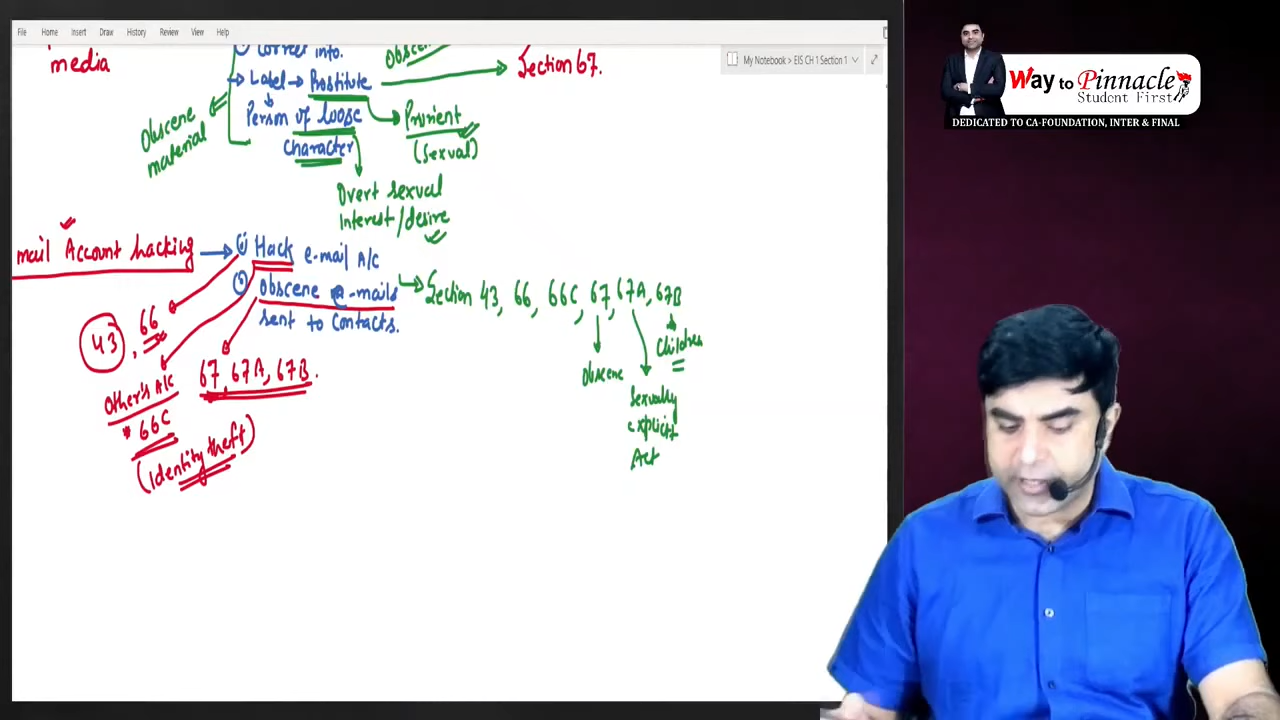 File Home Insert Draw History Review View Help
My Notebook > EIS CH 1 Section 1
Correct info.
Obscene
media
Label → Prostitute
Section 67.
Person of loose
character
Prurient
(Sexual)
Obscene
material
Overt sexual
Interest/desire
mail Account hacking → (i) Hack e-mail A/c
Obscene e-mails
sent to Contacts.
Section 43, 66, 66C, 67, 67A, 67B
Obscene
Sexually
explicit
Act
Children
43, 66
67, 67A, 67B.
Other's A/c
* 66C
(Identity theft)
Way to Pinnacle
Student First
DEDICATED TO CA-FOUNDATION, INTER & FINAL